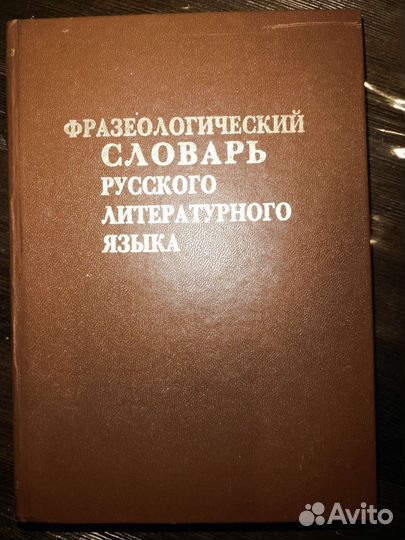 ФРАЗЕОЛОГИЧЕСКИЙ
СЛОВАРЬ
РУССКОГО
ЛИТЕРАТУРНОГО
ЯЗЫКА
Avito